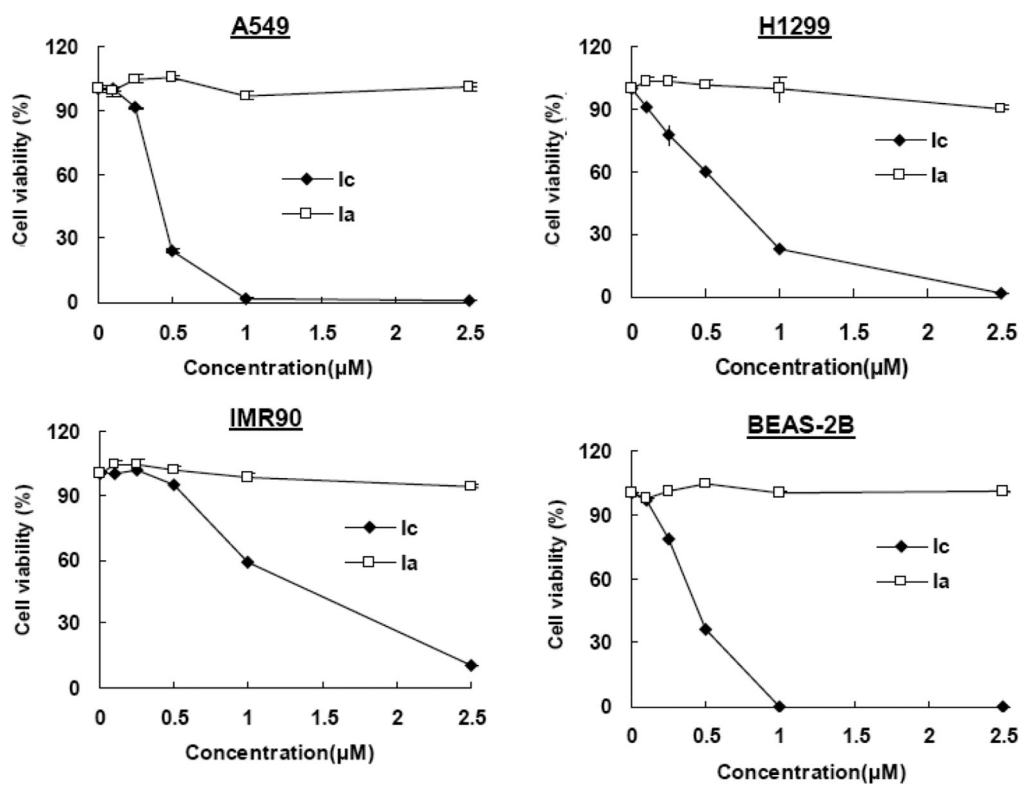 A549
120
90
60
30
0
Cell viability (%)
Ic
Ia
0 0.5 1 1.5 2 2.5
Concentration(μM)
H1299
120
90
60
30
0
Cell viability (%)
Ic
Ia
0 0.5 1 1.5 2 2.5
Concentration(μM)
IMR90
120
90
60
30
0
Cell viability (%)
Ic
Ia
0 0.5 1 1.5 2 2.5
Concentration(μM)
BEAS-2B
120
90
60
30
0
Cell viability (%)
Ic
Ia
0 0.5 1 1.5 2 2.5
Concentration(μM)